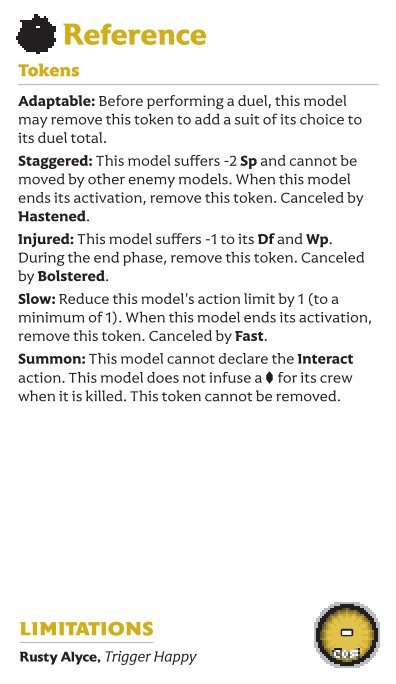 Reference
Tokens
Adaptable: Before performing a duel, this model
may remove this token to add a suit of its choice to
its duel total.
Staggered: This model suffers -2 Sp and cannot be
moved by other enemy models. When this model
ends its activation, remove this token. Canceled by
Hastened.
Injured: This model suffers -1 to its Df and Wp.
During the end phase, remove this token. Canceled
by Bolstered.
Slow: Reduce this model's action limit by 1 (to a
minimum of 1). When this model ends its activation,
remove this token. Canceled by Fast.
Summon: This model cannot declare the Interact
action. This model does not infuse a for its crew
when it is killed. This token cannot be removed.
LIMITATIONS
Rusty Alyce, Trigger Happy